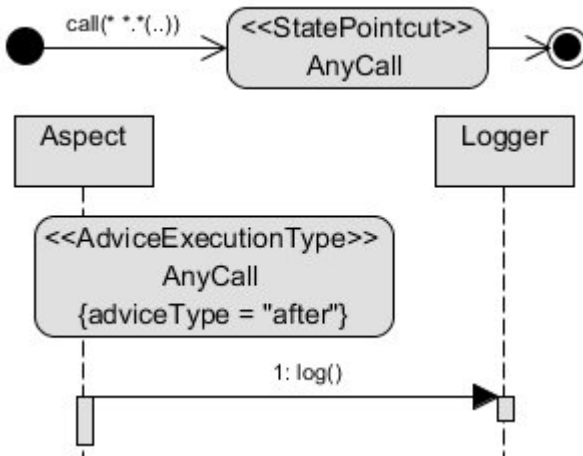 call(* *.*(..))
<<StatePointcut>>
AnyCall
Aspect
Logger
<<AdviceExecutionType>>
AnyCall
{adviceType = "after"}
1: log()